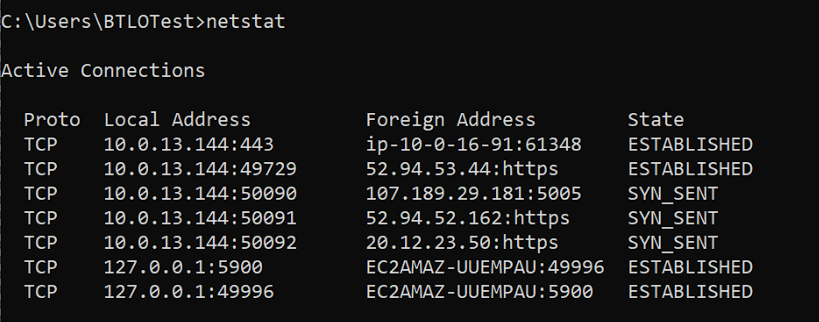 C:\Users\BTLOTest>netstat
Active Connections
Proto  Local Address          Foreign Address        State
TCP    10.0.13.144:443        ip-10-0-16-91:61348    ESTABLISHED
TCP    10.0.13.144:49729      52.94.53.44:https      ESTABLISHED
TCP    10.0.13.144:50090      107.189.29.181:5005    SYN_SENT
TCP    10.0.13.144:50091      52.94.52.162:https     SYN_SENT
TCP    10.0.13.144:50092      20.12.23.50:https      SYN_SENT
TCP    127.0.0.1:5900         EC2AMAZ-UUEMPAU:49996  ESTABLISHED
TCP    127.0.0.1:49996        EC2AMAZ-UUEMPAU:5900   ESTABLISHED